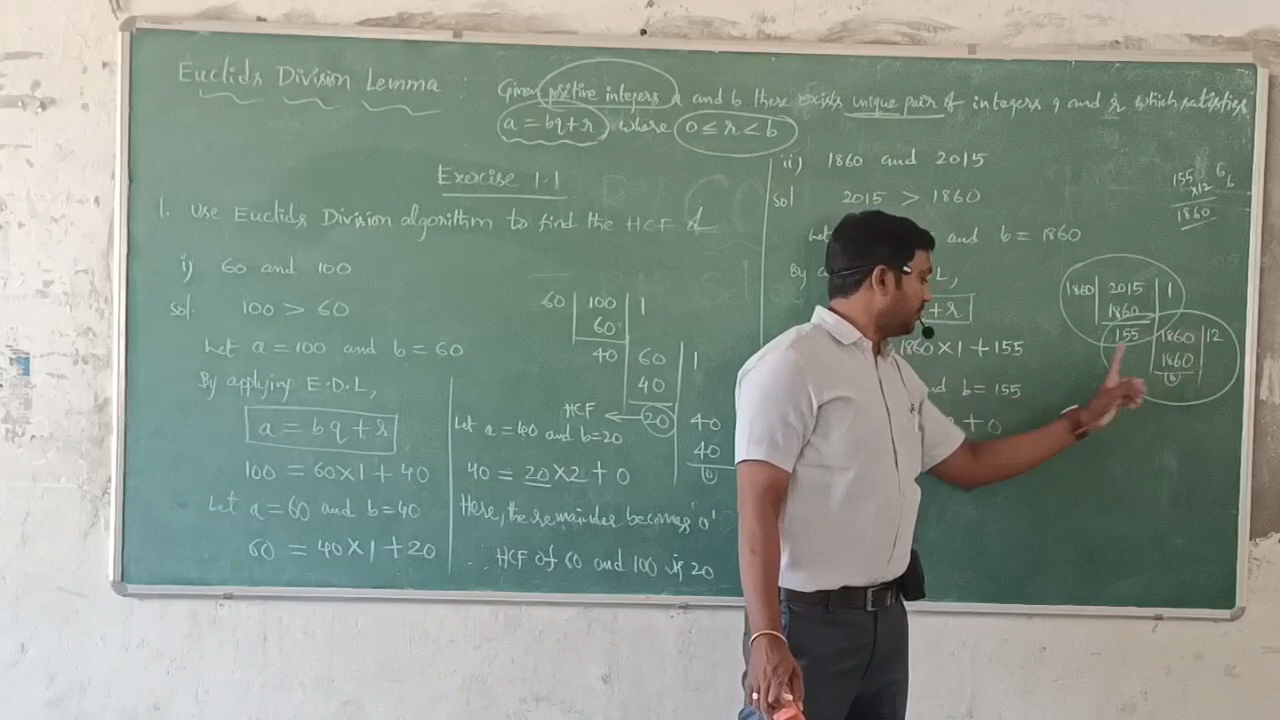 Euclids Division Lemma
Given positive integers a and b there exists unique pair of integers q and r which satisfies
a = bq + r where 0 ≤ r < b
Exercise 1.1
1. Use Euclids Division algorithm to find the HCF of
i) 60 and 100
sol. 100 > 60
Let a = 100 and b = 60
By applying E.D.L,
a = bq + r
100 = 60×1 + 40
Let a = 60 and b = 40
60 = 40×1 + 20
60 100 1
60
40 60 1
40
HCF ← 20 40
40
0
Let a = 40 and b = 20
40 = 20×2 + 0
Here, the remainder becomes '0'
∴ HCF of 60 and 100 is 20
ii) 1860 and 2015
sol 2015 > 1860
Let and b = 1860
By L,
+ r
1860×1 + 155
and b = 155
+ 0
155 6
×12 6
1860
1860 2015 1
1860
155 1860 12
1860
0